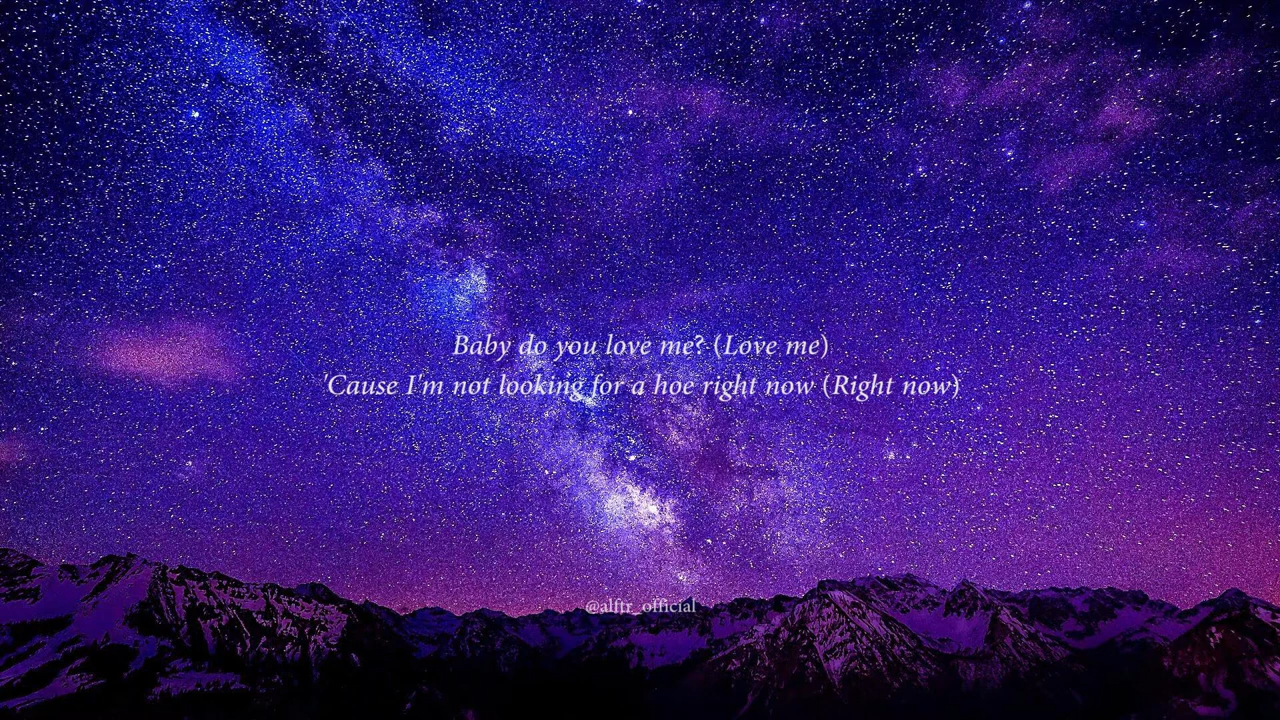 Baby do you love me? (Love me)
'Cause I'm not looking for a hoe right now (Right now)
@alftr_official